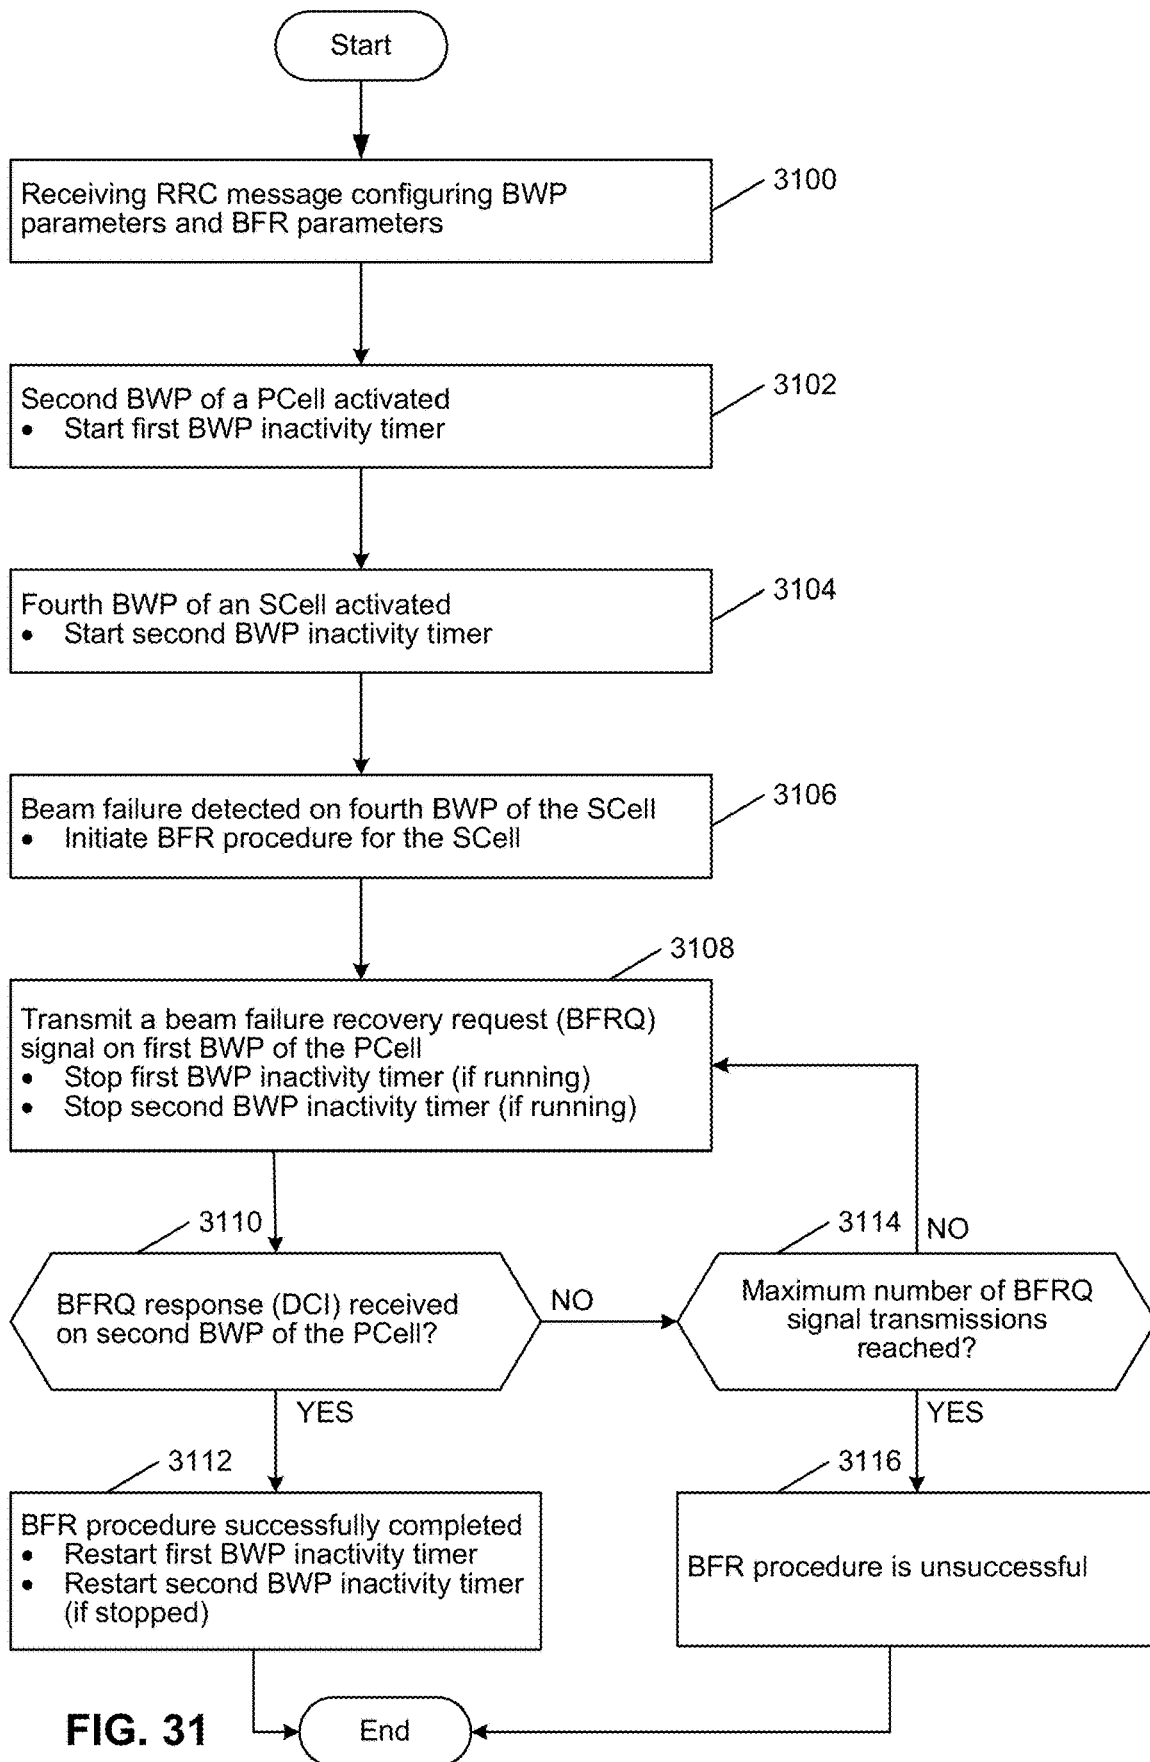 Start
Receiving RRC message configuring BWP
parameters and BFR parameters
3100
Second BWP of a PCell activated
• Start first BWP inactivity timer
3102
Fourth BWP of an SCell activated
• Start second BWP inactivity timer
3104
Beam failure detected on fourth BWP of the SCell
• Initiate BFR procedure for the SCell
3106
3108
Transmit a beam failure recovery request (BFRQ)
signal on first BWP of the PCell
• Stop first BWP inactivity timer (if running)
• Stop second BWP inactivity timer (if running)
3110
BFRQ response (DCI) received
on second BWP of the PCell?
NO
3114
NO
Maximum number of BFRQ
signal transmissions
reached?
YES
YES
3112
BFR procedure successfully completed
• Restart first BWP inactivity timer
• Restart second BWP inactivity timer
(if stopped)
3116
BFR procedure is unsuccessful
FIG. 31
End